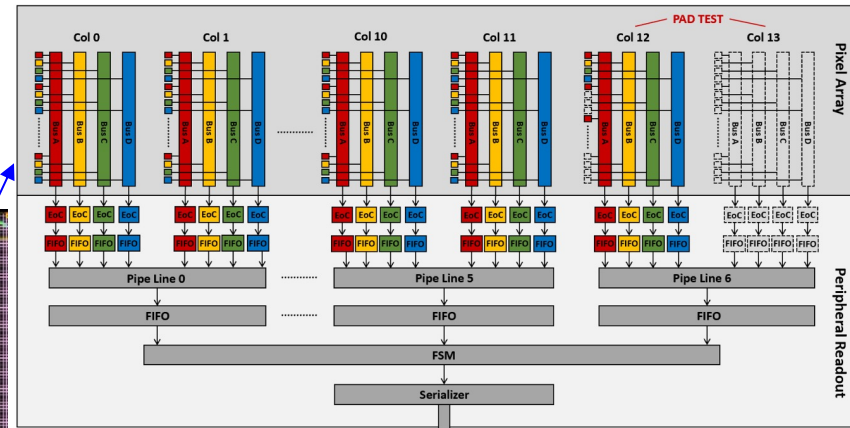 PAD TEST
Col 0 Col 1 Col 10 Col 11 Col 12 Col 13
Pixel Array
Bus A Bus B Bus C Bus D Bus A Bus B Bus C Bus D Bus A Bus B Bus C Bus D Bus A Bus B Bus C Bus D Bus A Bus B Bus C Bus D Bus A Bus B Bus C Bus D
EoC EoC EoC EoC EoC EoC EoC EoC EoC EoC EoC EoC EoC EoC EoC EoC EoC EoC EoC EoC EoC EoC EoC EoC
FIFO FIFO FIFO FIFO FIFO FIFO FIFO FIFO FIFO FIFO FIFO FIFO FIFO FIFO FIFO FIFO FIFO FIFO FIFO FIFO FIFO FIFO FIFO FIFO
Pipe Line 0 Pipe Line 5 Pipe Line 6
FIFO FIFO FIFO
FSM
Serializer
Peripheral Readout